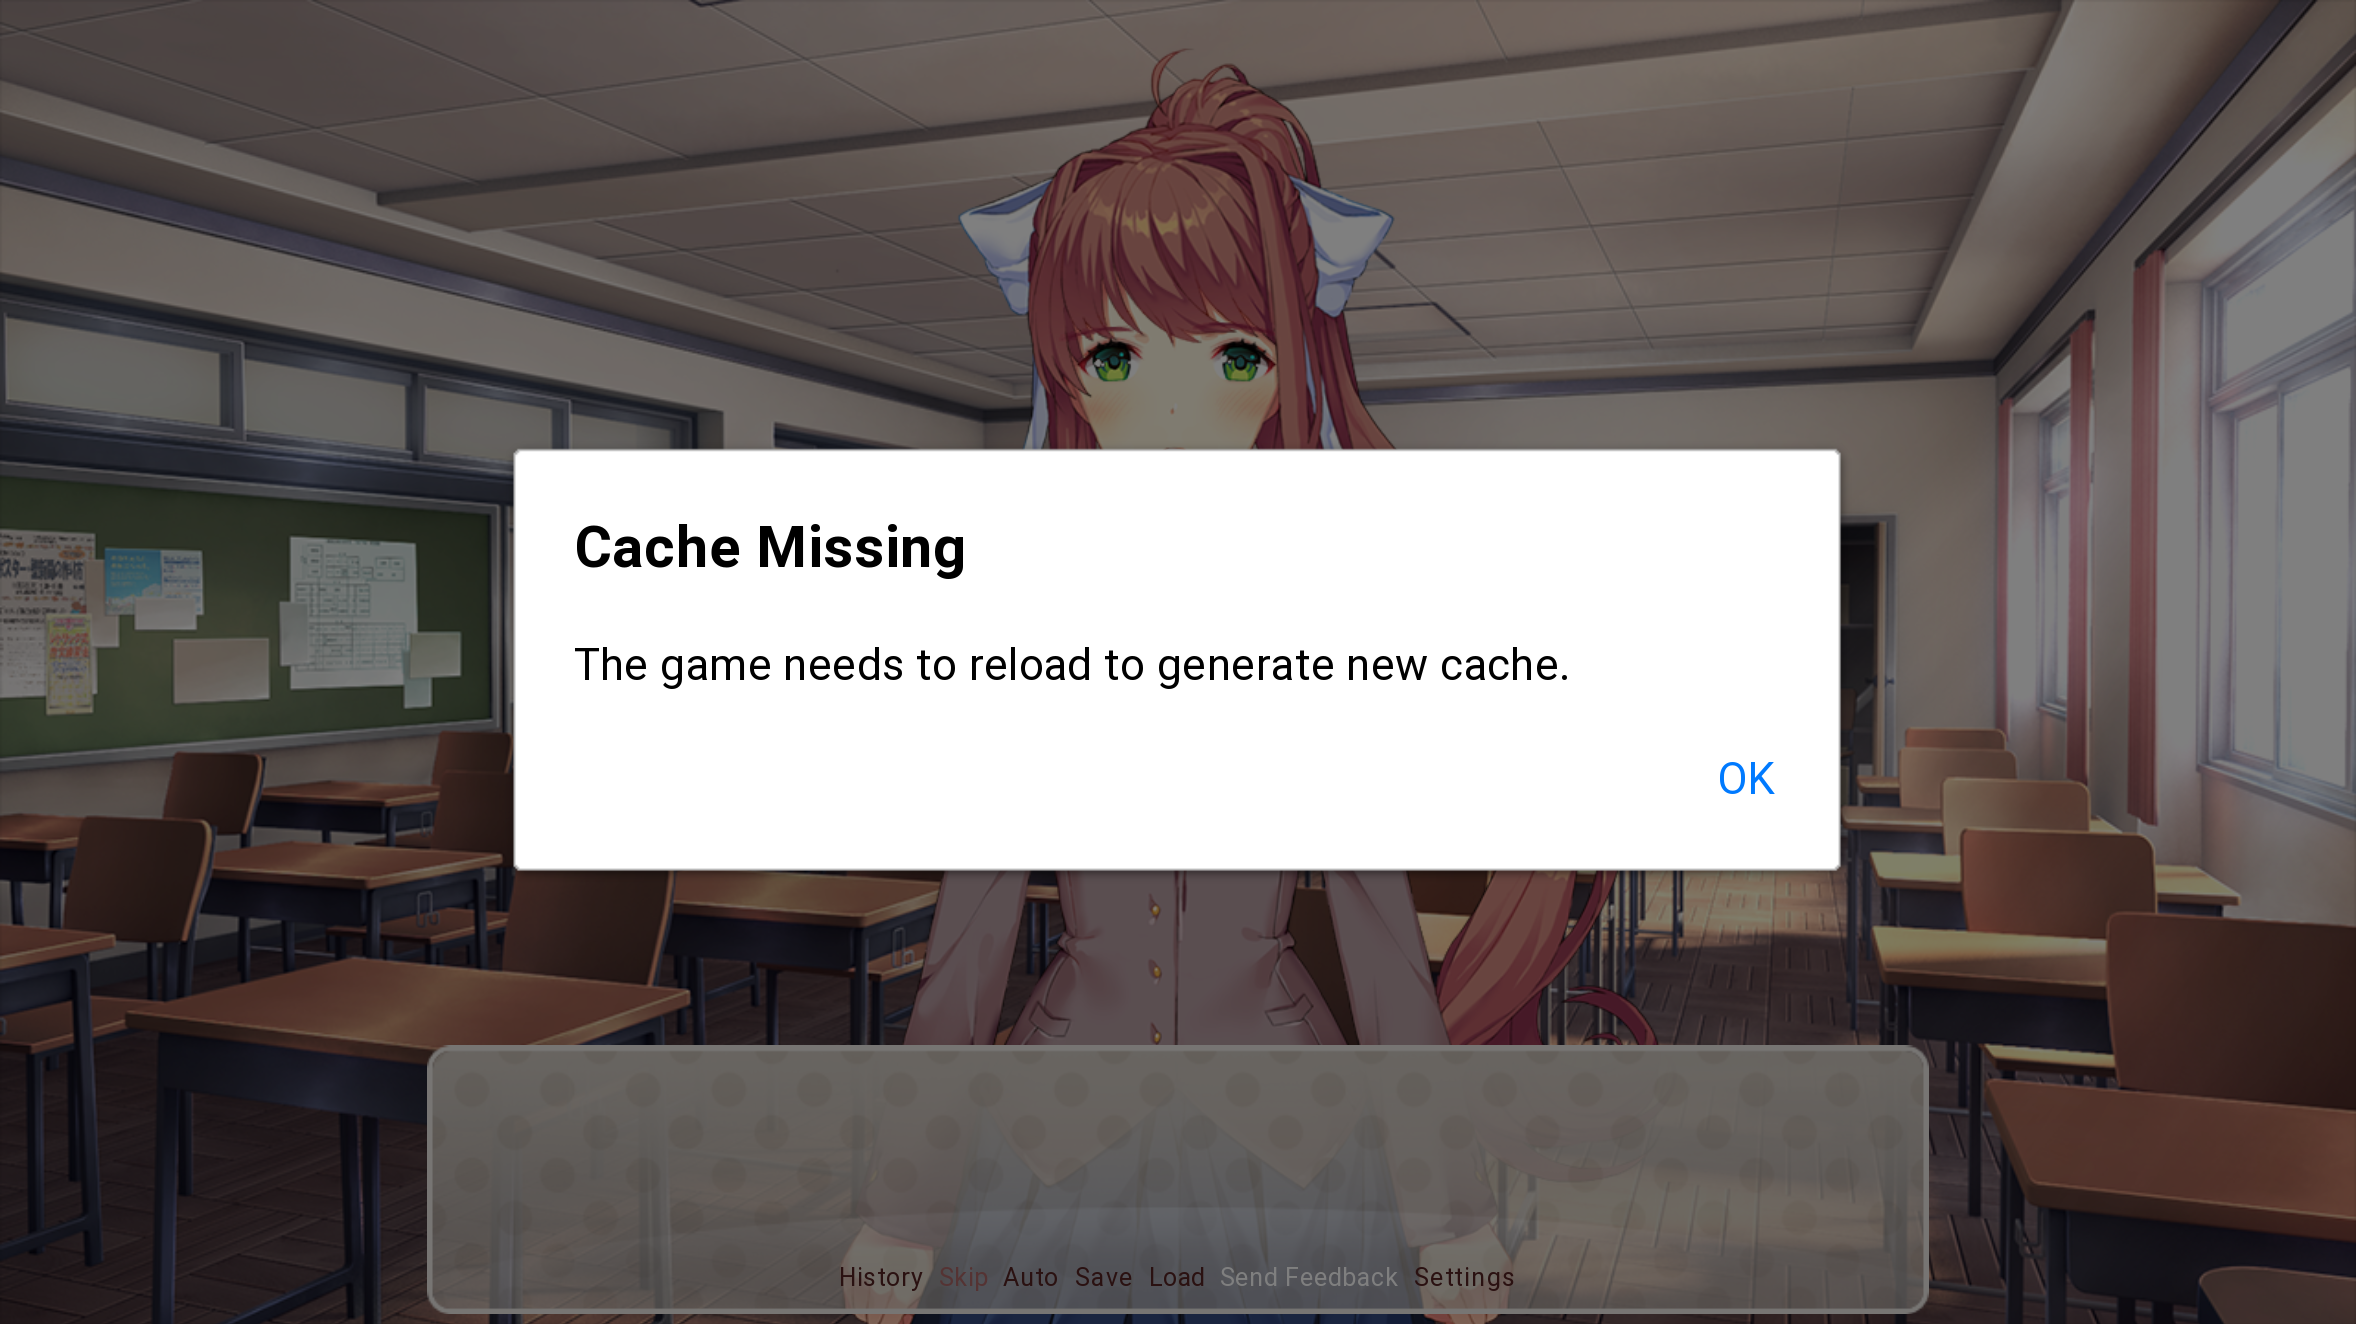 Cache Missing
The game needs to reload to generate new cache.
OK
History Skip Auto Save Load Send Feedback Settings